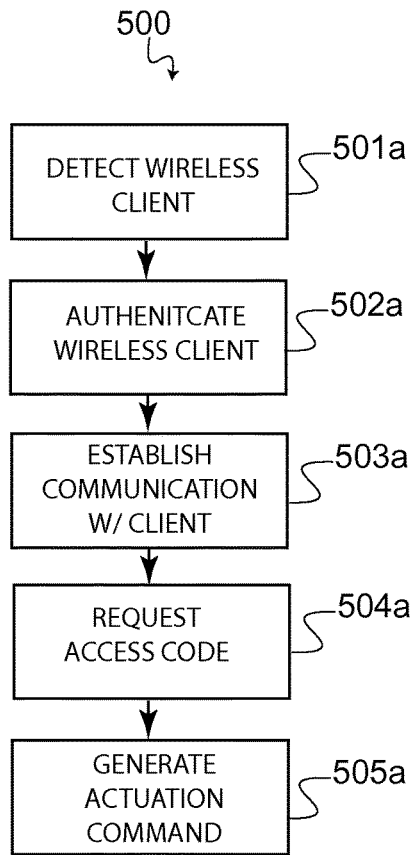 500
DETECT WIRELESS
CLIENT
501a
AUTHENITCATE
WIRELESS CLIENT
502a
ESTABLISH
COMMUNICATION
W/ CLIENT
503a
REQUEST
ACCESS CODE
504a
GENERATE
ACTUATION
COMMAND
505a